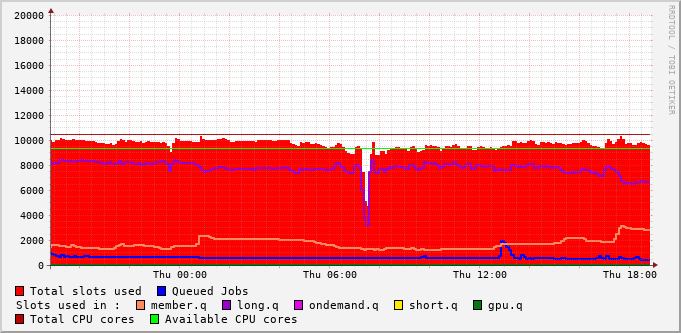 20000
18000
16000
14000
12000
10000
8000
6000
4000
2000
0
Thu 00:00 Thu 06:00 Thu 12:00 Thu 18:00
RRDTOOL / TOBI OETIKER
Total slots used Queued Jobs
Slots used in : member.q long.q ondemand.q short.q gpu.q
Total CPU cores Available CPU cores